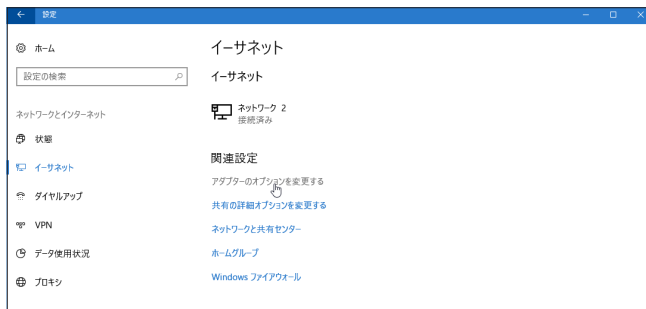 設定
ホーム
設定の検索
ネットワークとインターネット
状態
イーサネット
ダイヤルアップ
VPN
データ使用状況
プロキシ
イーサネット
イーサネット
ネットワーク 2
接続済み
関連設定
アダプターのオプションを変更する
共有の詳細オプションを変更する
ネットワークと共有センター
ホームグループ
Windows ファイアウォール